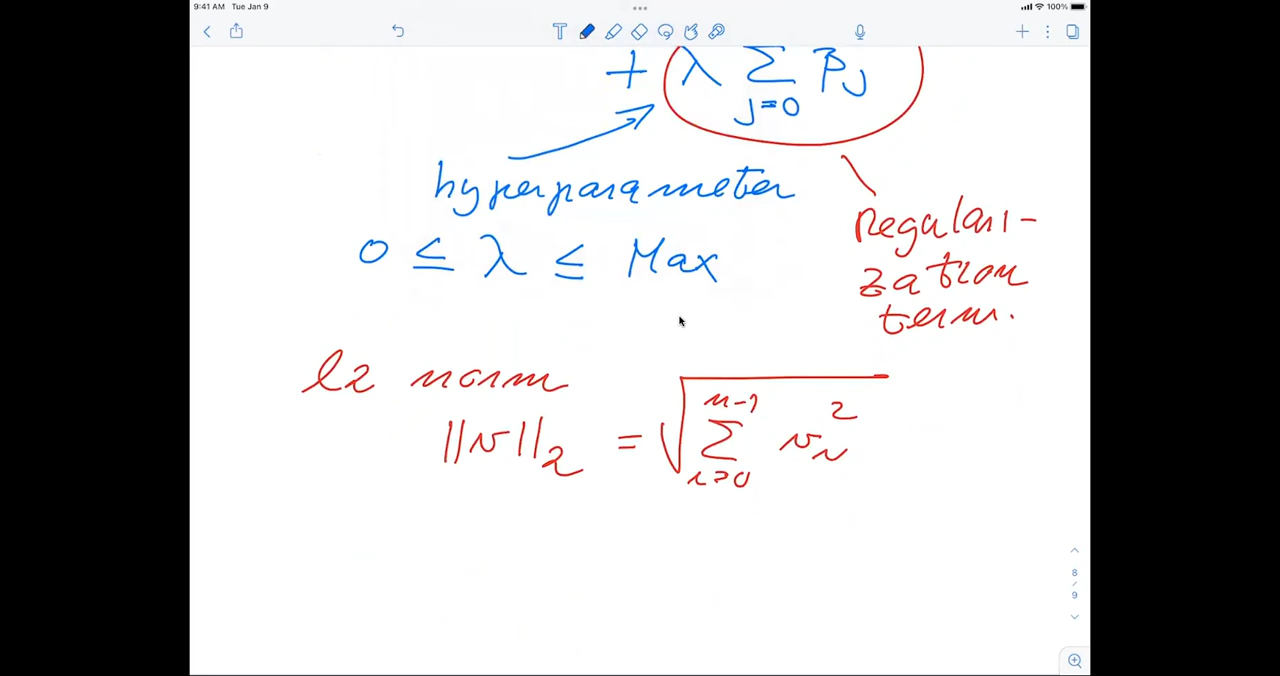 9:41 AM Tue Jan 9 100%
+ λ Σ βj
j=0
hyperparameter
Regulari-
zation
term.
0 ≤ λ ≤ Max
l2 norm
||v||₂ = √ Σ vᵢ²
n-1
i=0
8
/
9